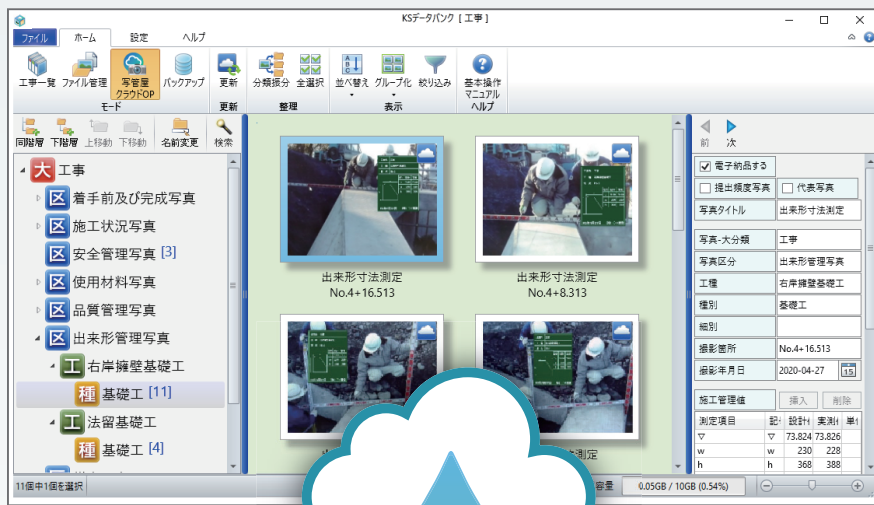 KSデータバンク [ 工事 ]
ファイル ホーム 設定 ヘルプ
工事一覧 ファイル管理 写管屋 クラウドOP バックアップ 更新 分類振分 全選択 並べ替え グループ化 絞り込み 基本操作 マニュアル
モード 更新 整理 表示 ヘルプ
同階層 下階層 上移動 下移動 名前変更 検索
前 次
大 工事
区 着手前及び完成写真
区 施工状況写真
区 安全管理写真 [3]
区 使用材料写真
区 品質管理写真
区 出来形管理写真
工 右岸擁壁基礎工
種 基礎工 [11]
工 法留基礎工
種 基礎工 [4]
出来形寸法測定
No.4+16.513
出来形寸法測定
No.4+8.313
電子納品する
提出頻度写真 代表写真
写真タイトル 出来形寸法測定
写真-大分類 工事
写真区分 出来形管理写真
工種 右岸擁壁基礎工
種別 基礎工
細別
撮影箇所 No.4+16.513
撮影年月日 2020-04-27 15
施工管理値 挿入 削除
測定項目 記 設計 実測 単
▽ ▽ 73.824 73.826
w w 230 228
h h 368 388
11個中1個を選択
容量 0.05GB / 10GB (0.54%)